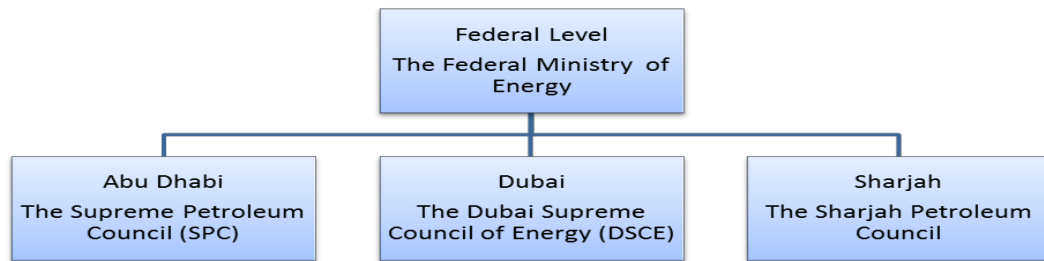 Federal Level
The Federal Ministry of
Energy
Abu Dhabi
The Supreme Petroleum
Council (SPC)
Dubai
The Dubai Supreme
Council of Energy (DSCE)
Sharjah
The Sharjah Petroleum
Council